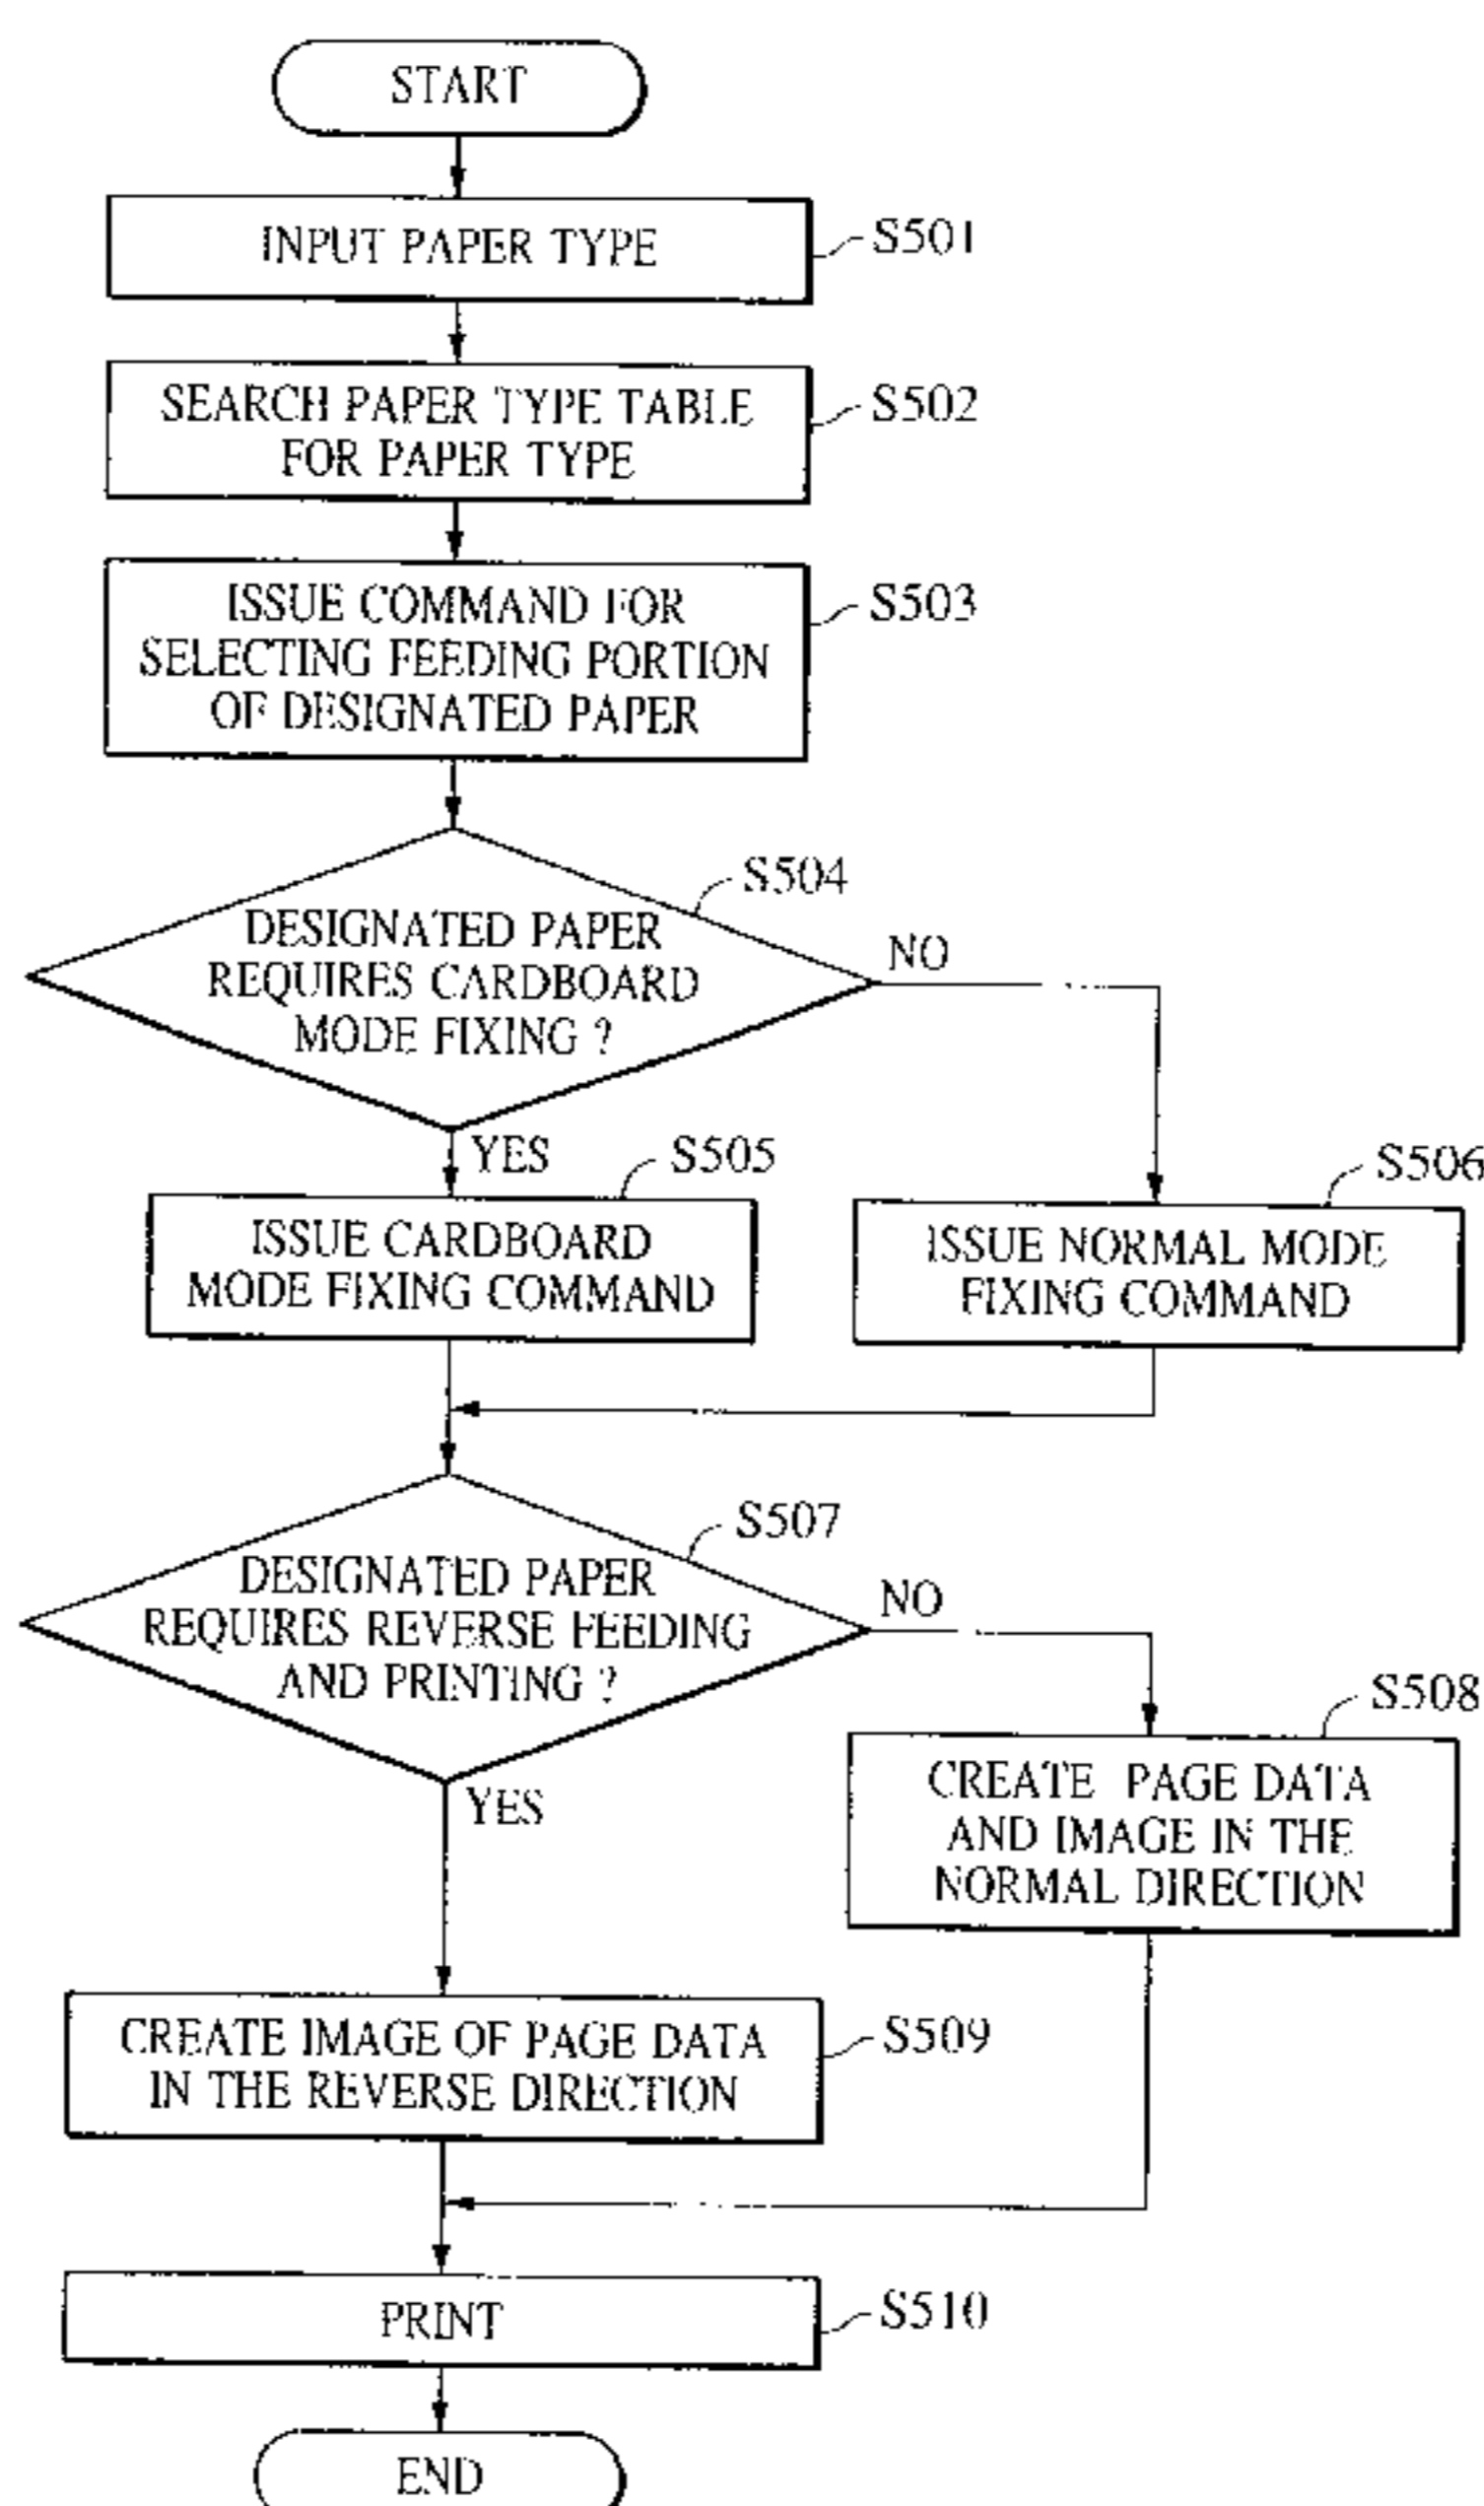 START
INPUT PAPER TYPE
S501
SEARCH PAPER TYPE TABLE
FOR PAPER TYPE
S502
ISSUE COMMAND FOR
SELECTING FEEDING PORTION
OF DESIGNATED PAPER
S503
S504
DESIGNATED PAPER
REQUIRES CARDBOARD
MODE FIXING ?
NO
YES
S505
ISSUE CARDBOARD
MODE FIXING COMMAND
S506
ISSUE NORMAL MODE
FIXING COMMAND
S507
DESIGNATED PAPER
REQUIRES REVERSE FEEDING
AND PRINTING ?
NO
YES
S508
CREATE PAGE DATA
AND IMAGE IN THE
NORMAL DIRECTION
CREATE IMAGE OF PAGE DATA
IN THE REVERSE DIRECTION
S509
PRINT
S510
END